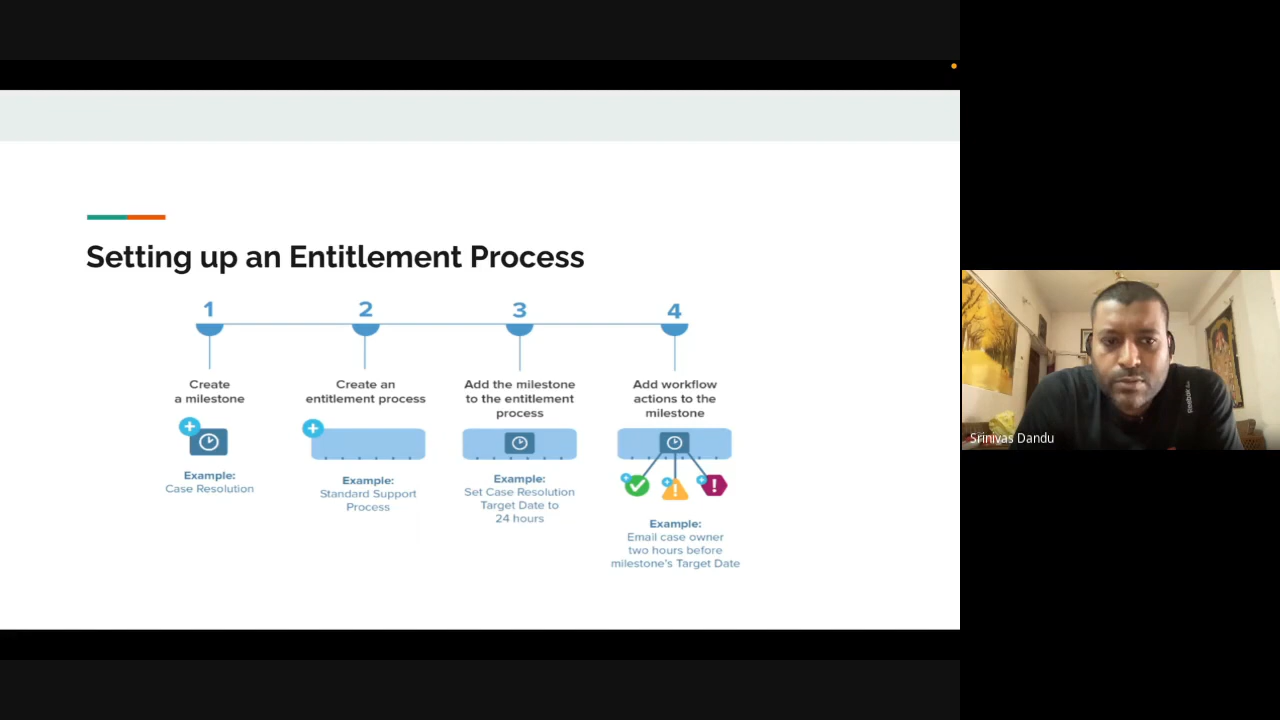 Setting up an Entitlement Process
1
2
3
4
Create
a milestone
Create an
entitlement process
Add the milestone
to the entitlement
process
Add workflow
actions to the
milestone
Example:
Case Resolution
Example:
Standard Support
Process
Example:
Set Case Resolution
Target Date to
24 hours
Example:
Email case owner
two hours before
milestone's Target Date
Srinivas Dandu
Reebok